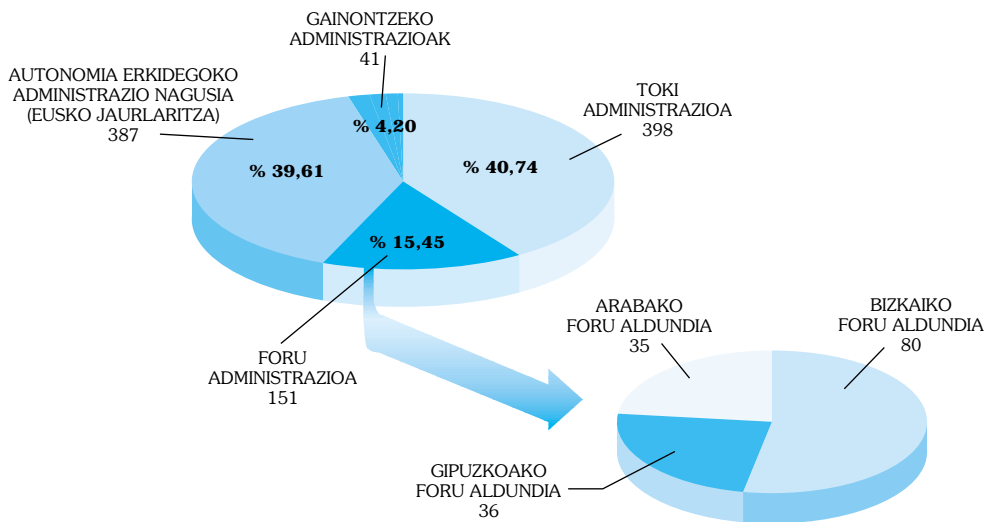 GAINONTZEKO
ADMINISTRAZIOAK
41
AUTONOMIA ERKIDEGOKO
ADMINISTRAZIO NAGUSIA
(EUSKO JAURLARITZA)
387
TOKI
ADMINISTRAZIOA
398
% 4,20
% 39,61
% 40,74
% 15,45
FORU
ADMINISTRAZIOA
151
ARABAKO
FORU ALDUNDIA
35
BIZKAIKO
FORU ALDUNDIA
80
GIPUZKOAKO
FORU ALDUNDIA
36